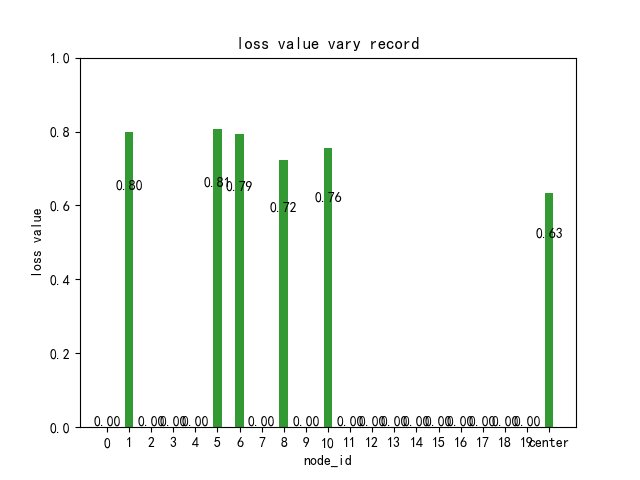 loss value vary record
loss value
1.0
0.8
0.6
0.4
0.2
0.0
0.00 0.80 0.00 0.00 0.00 0.81 0.79 0.00 0.72 0.00 0.76 0.00 0.00 0.00 0.00 0.00 0.00 0.00 0.00 0.00 0.63
0 1 2 3 4 5 6 7 8 9 10 11 12 13 14 15 16 17 18 19 center
node_id